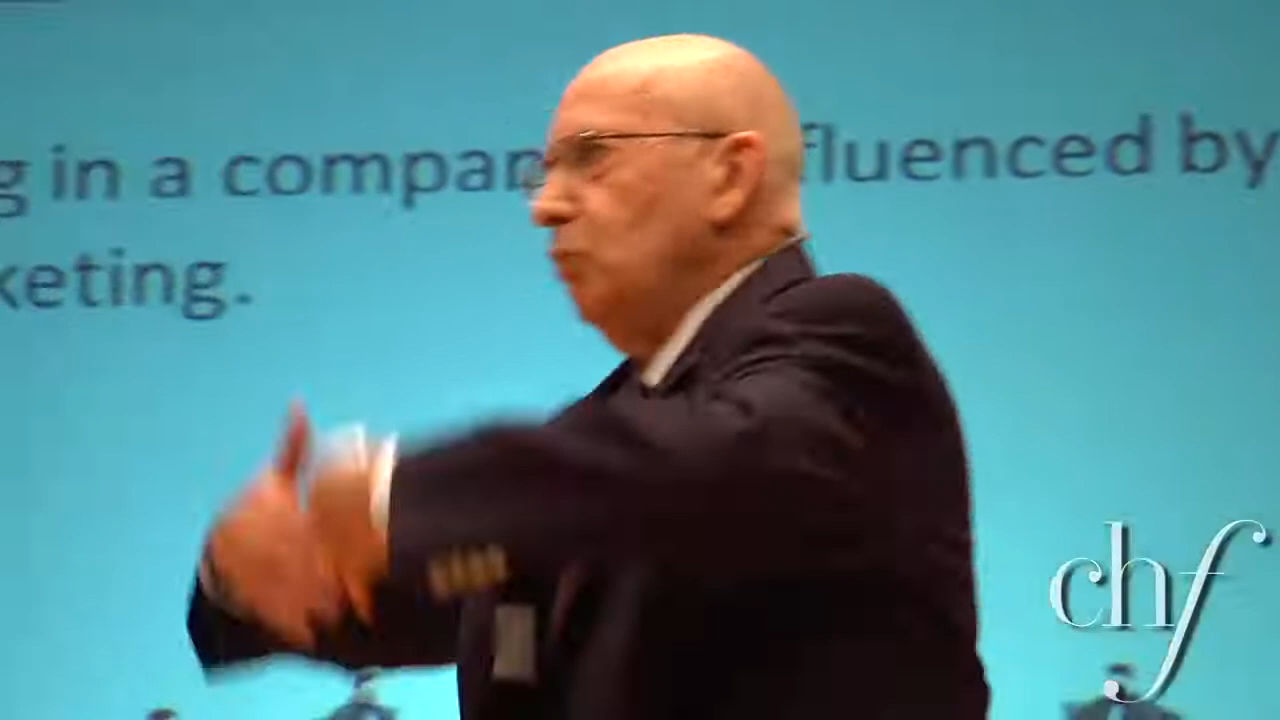 g in a compan fluenced by
keting.
chf